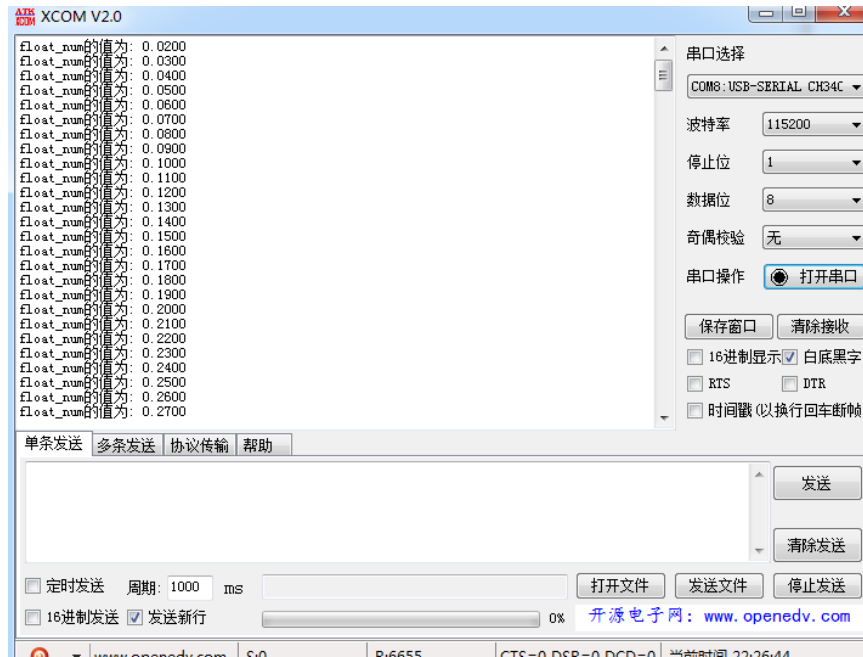 ATK XCOM XCOM V2.0
float_num的值为: 0.0200
float_num的值为: 0.0300
float_num的值为: 0.0400
float_num的值为: 0.0500
float_num的值为: 0.0600
float_num的值为: 0.0700
float_num的值为: 0.0800
float_num的值为: 0.0900
float_num的值为: 0.1000
float_num的值为: 0.1100
float_num的值为: 0.1200
float_num的值为: 0.1300
float_num的值为: 0.1400
float_num的值为: 0.1500
float_num的值为: 0.1600
float_num的值为: 0.1700
float_num的值为: 0.1800
float_num的值为: 0.1900
float_num的值为: 0.2000
float_num的值为: 0.2100
float_num的值为: 0.2200
float_num的值为: 0.2300
float_num的值为: 0.2400
float_num的值为: 0.2500
float_num的值为: 0.2600
float_num的值为: 0.2700
串口选择
COM8:USB-SERIAL CH34C
波特率 115200
停止位 1
数据位 8
奇偶校验 无
串口操作 打开串口
保存窗口 清除接收
16进制显示 白底黑字
RTS DTR
时间戳(以换行回车断帧
单条发送 多条发送 协议传输 帮助
发送
清除发送
定时发送 周期: 1000 ms 打开文件 发送文件 停止发送
16进制发送 发送新行 0% 开源电子网: www.openedv.com
www.openedv.com S:0 R:6655 CTS=0 DSR=0 DCD=0 当前时间 22:26:44